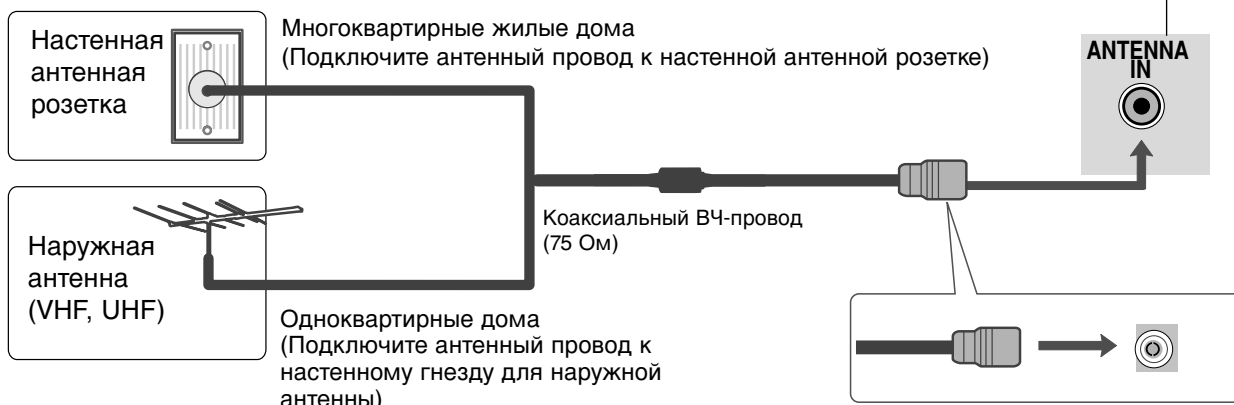 Настенная
антенная
розетка
Многоквартирные жилые дома
(Подключите антенный провод к настенной антенной розетке)
ANTENNA
IN
Коаксиальный ВЧ-провод
(75 Ом)
Наружная
антенна
(VHF, UHF)
Одноквартирные дома
(Подключите антенный провод к
настенному гнезду для наружной
антенны)